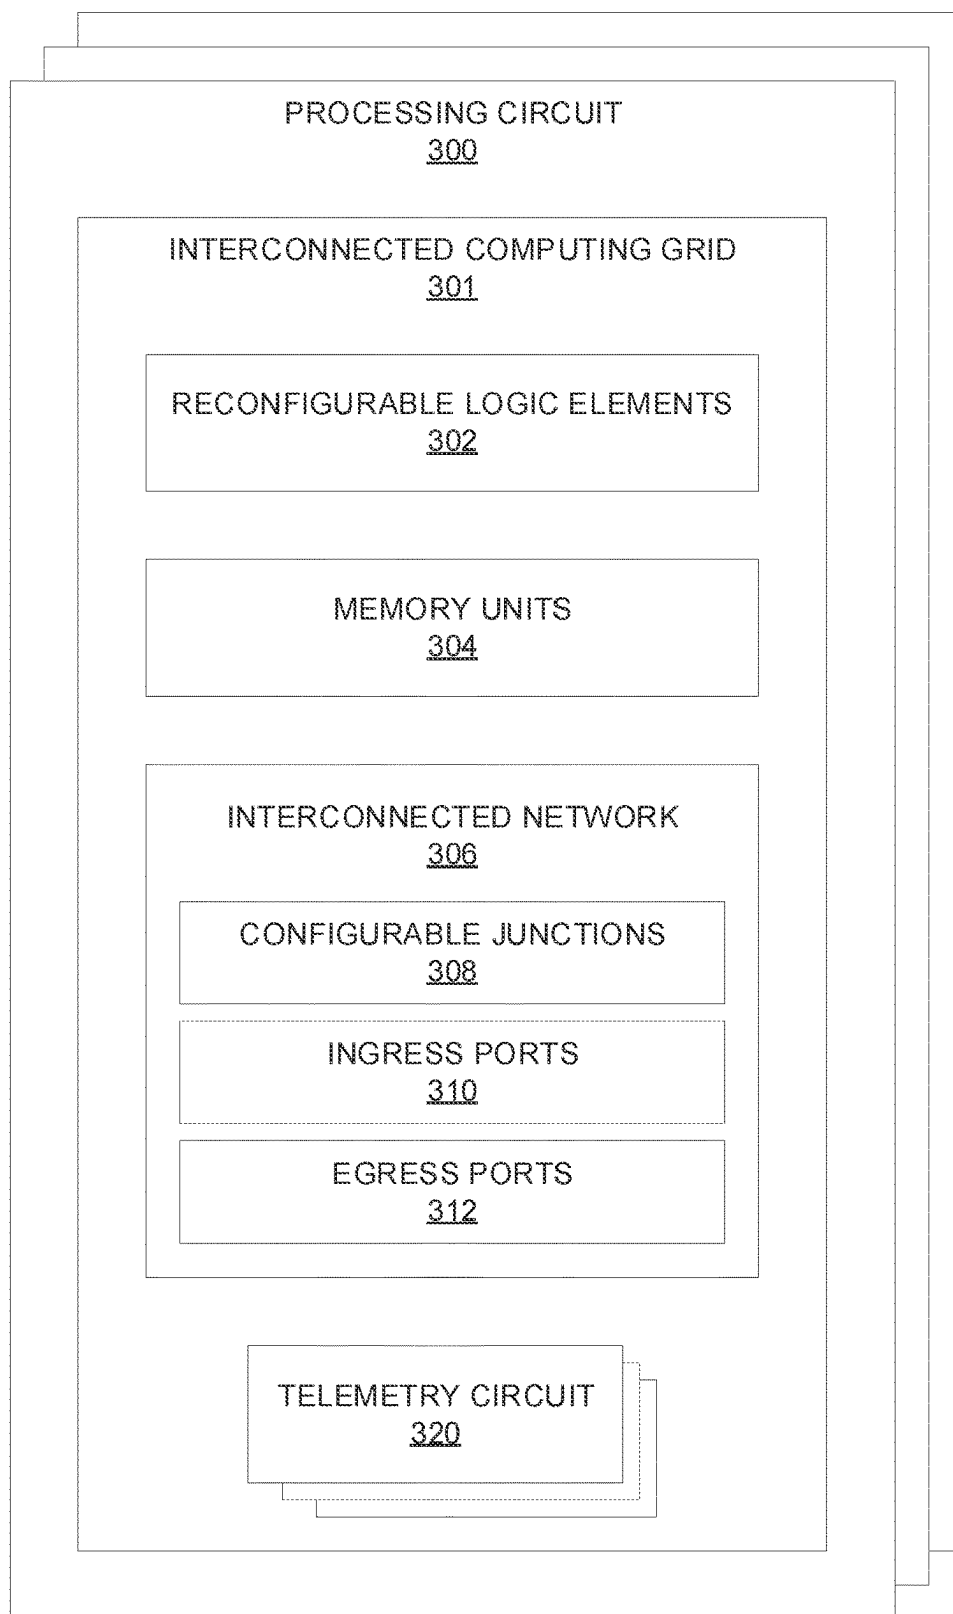 PROCESSING CIRCUIT
300
INTERCONNECTED COMPUTING GRID
301
RECONFIGURABLE LOGIC ELEMENTS
302
MEMORY UNITS
304
INTERCONNECTED NETWORK
306
CONFIGURABLE JUNCTIONS
308
INGRESS PORTS
310
EGRESS PORTS
312
TELEMETRY CIRCUIT
320